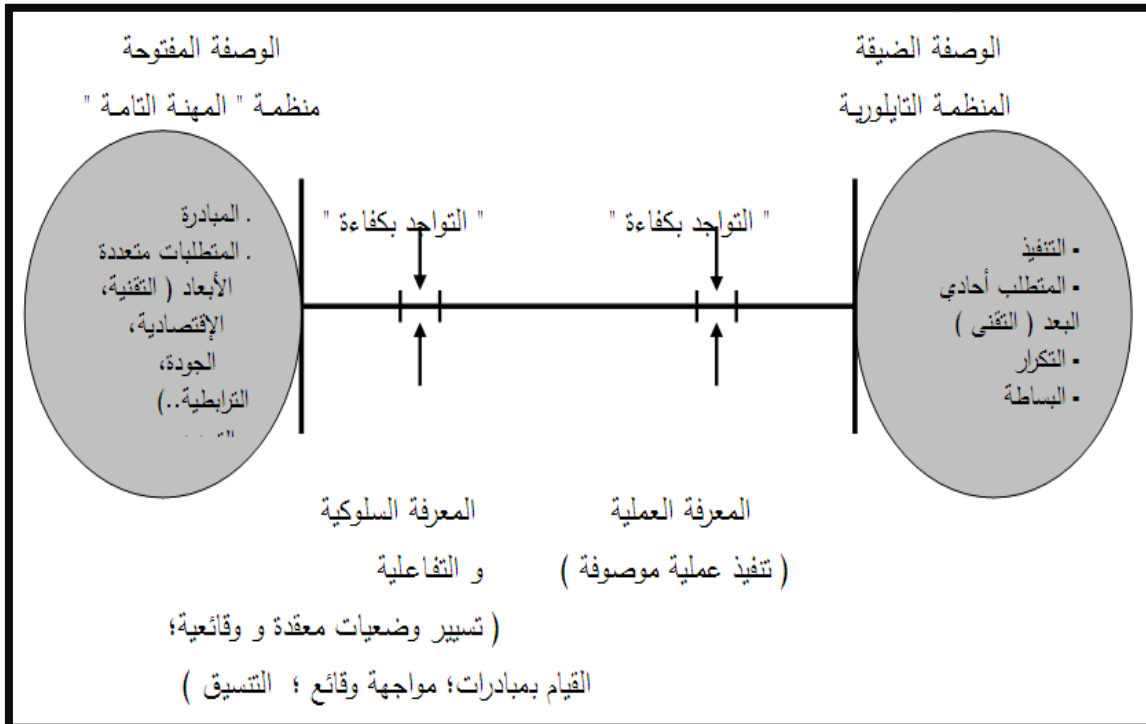 الوصفة الضيقة
المنظمة التايلورية
الوصفة المفتوحة
منظمة " المهنة التامة "
- التنفيذ
- المتطلب أحادي
البعد ( التقني )
- التكرار
- البساطة
" التواجد بكفاءة "
" التواجد بكفاءة "
. المبادرة
. المتطلبات متعددة
الأبعاد ( التقنية،
الإقتصادية،
الجودة،
الترابطية..)
المعرفة العملية
( تنفيذ عملية موصوفة )
المعرفة السلوكية
و التفاعلية
( تسيير وضعيات معقدة و وقائعية؛
القيام بمبادرات؛ مواجهة وقائع ؛ التنسيق )